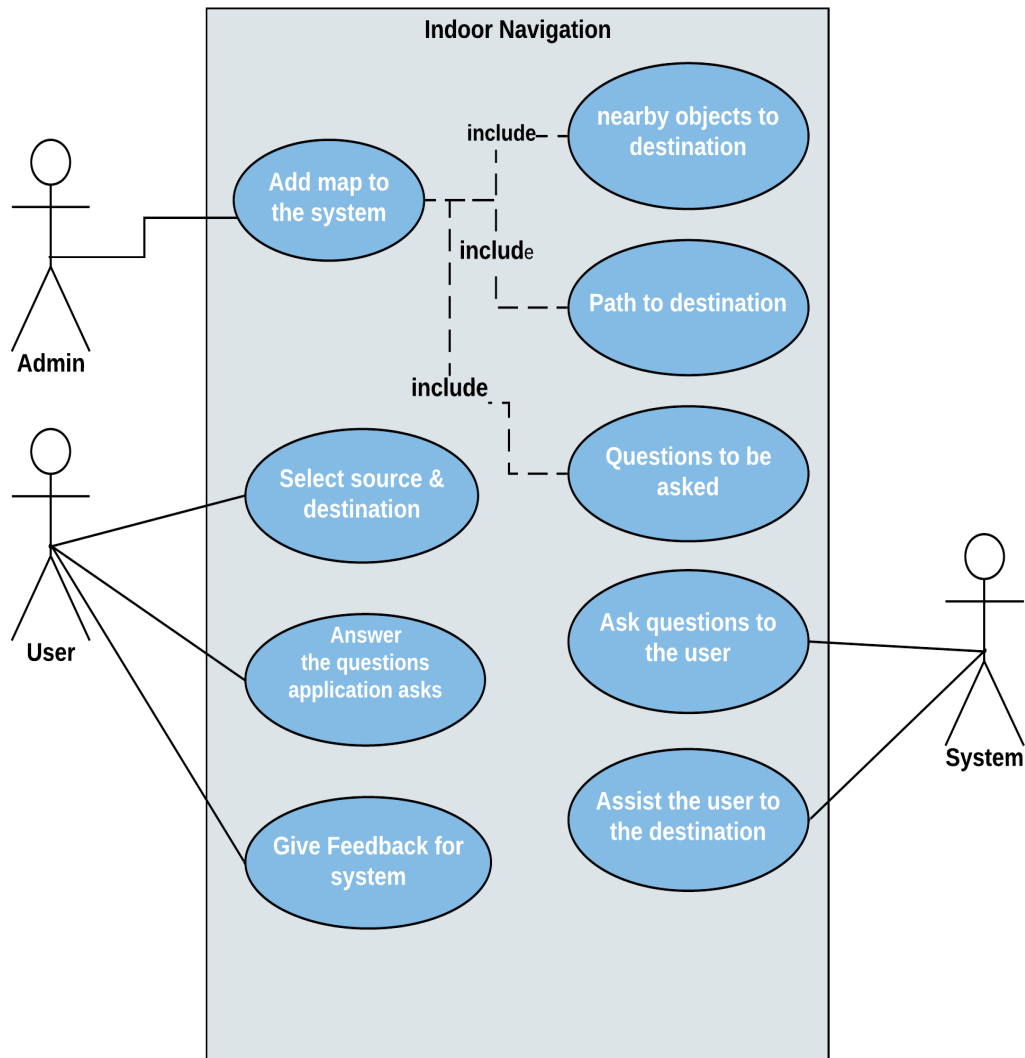 Indoor Navigation
nearby objects to
destination
include
Add map to
the system
include
Path to destination
Admin
include
Questions to be
asked
Select source &
destination
Ask questions to
the user
Answer
the questions
application asks
User
System
Assist the user to
the destination
Give Feedback for
system